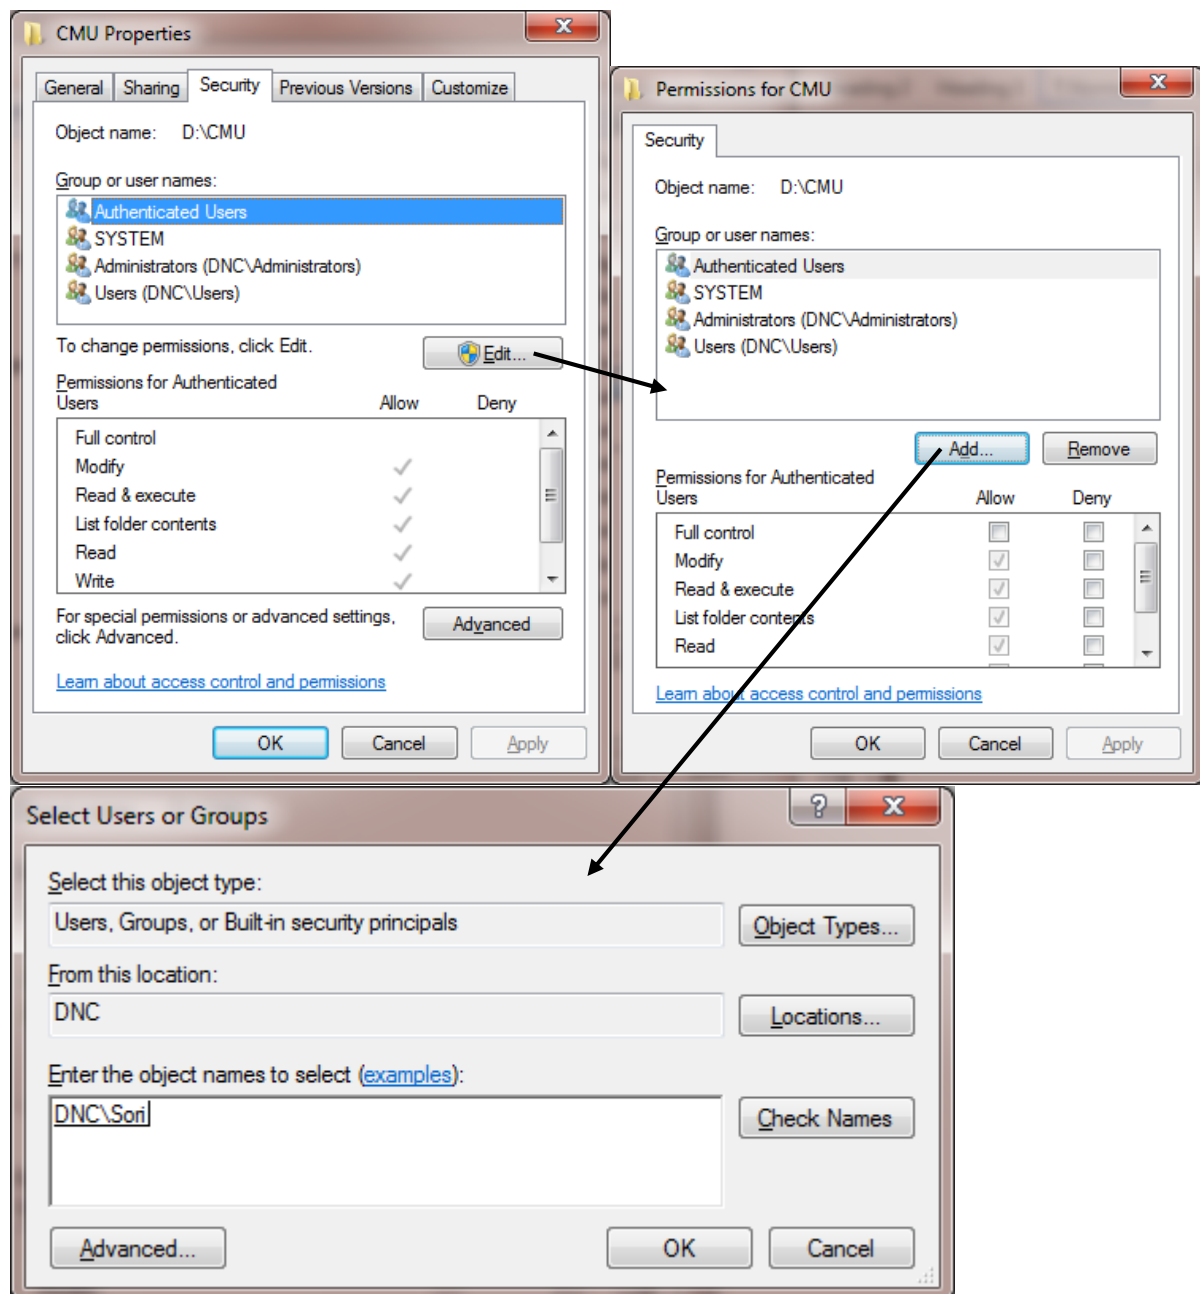 CMU Properties
General Sharing Security Previous Versions Customize
Object name: D:\CMU
Group or user names:
Authenticated Users
SYSTEM
Administrators (DNC\Administrators)
Users (DNC\Users)
To change permissions, click Edit.
Edit...
Permissions for Authenticated
Users Allow Deny
Full control
Modify
Read & execute
List folder contents
Read
Write
For special permissions or advanced settings,
click Advanced.
Advanced
Learn about access control and permissions
OK Cancel Apply
Permissions for CMU
Security
Object name: D:\CMU
Group or user names:
Authenticated Users
SYSTEM
Administrators (DNC\Administrators)
Users (DNC\Users)
Add... Remove
Permissions for Authenticated
Users Allow Deny
Full control
Modify
Read & execute
List folder contents
Read
Learn about access control and permissions
OK Cancel Apply
Select Users or Groups
Select this object type:
Users, Groups, or Built-in security principals
Object Types...
From this location:
DNC
Locations...
Enter the object names to select (examples):
DNC\Sori
Check Names
Advanced...
OK Cancel